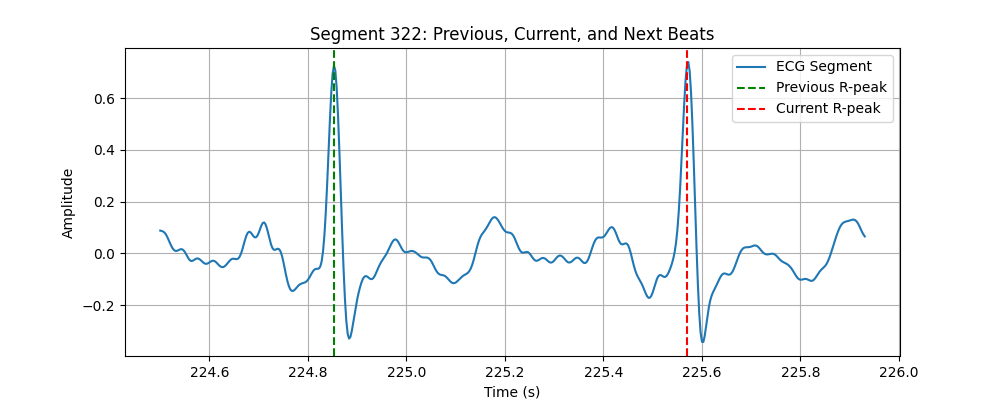 Segment 322: Previous, Current, and Next Beats
ECG Segment
Previous R-peak
Current R-peak
Amplitude
0.6
0.4
0.2
0.0
−0.2
224.6 224.8 225.0 225.2 225.4 225.6 225.8 226.0
Time (s)